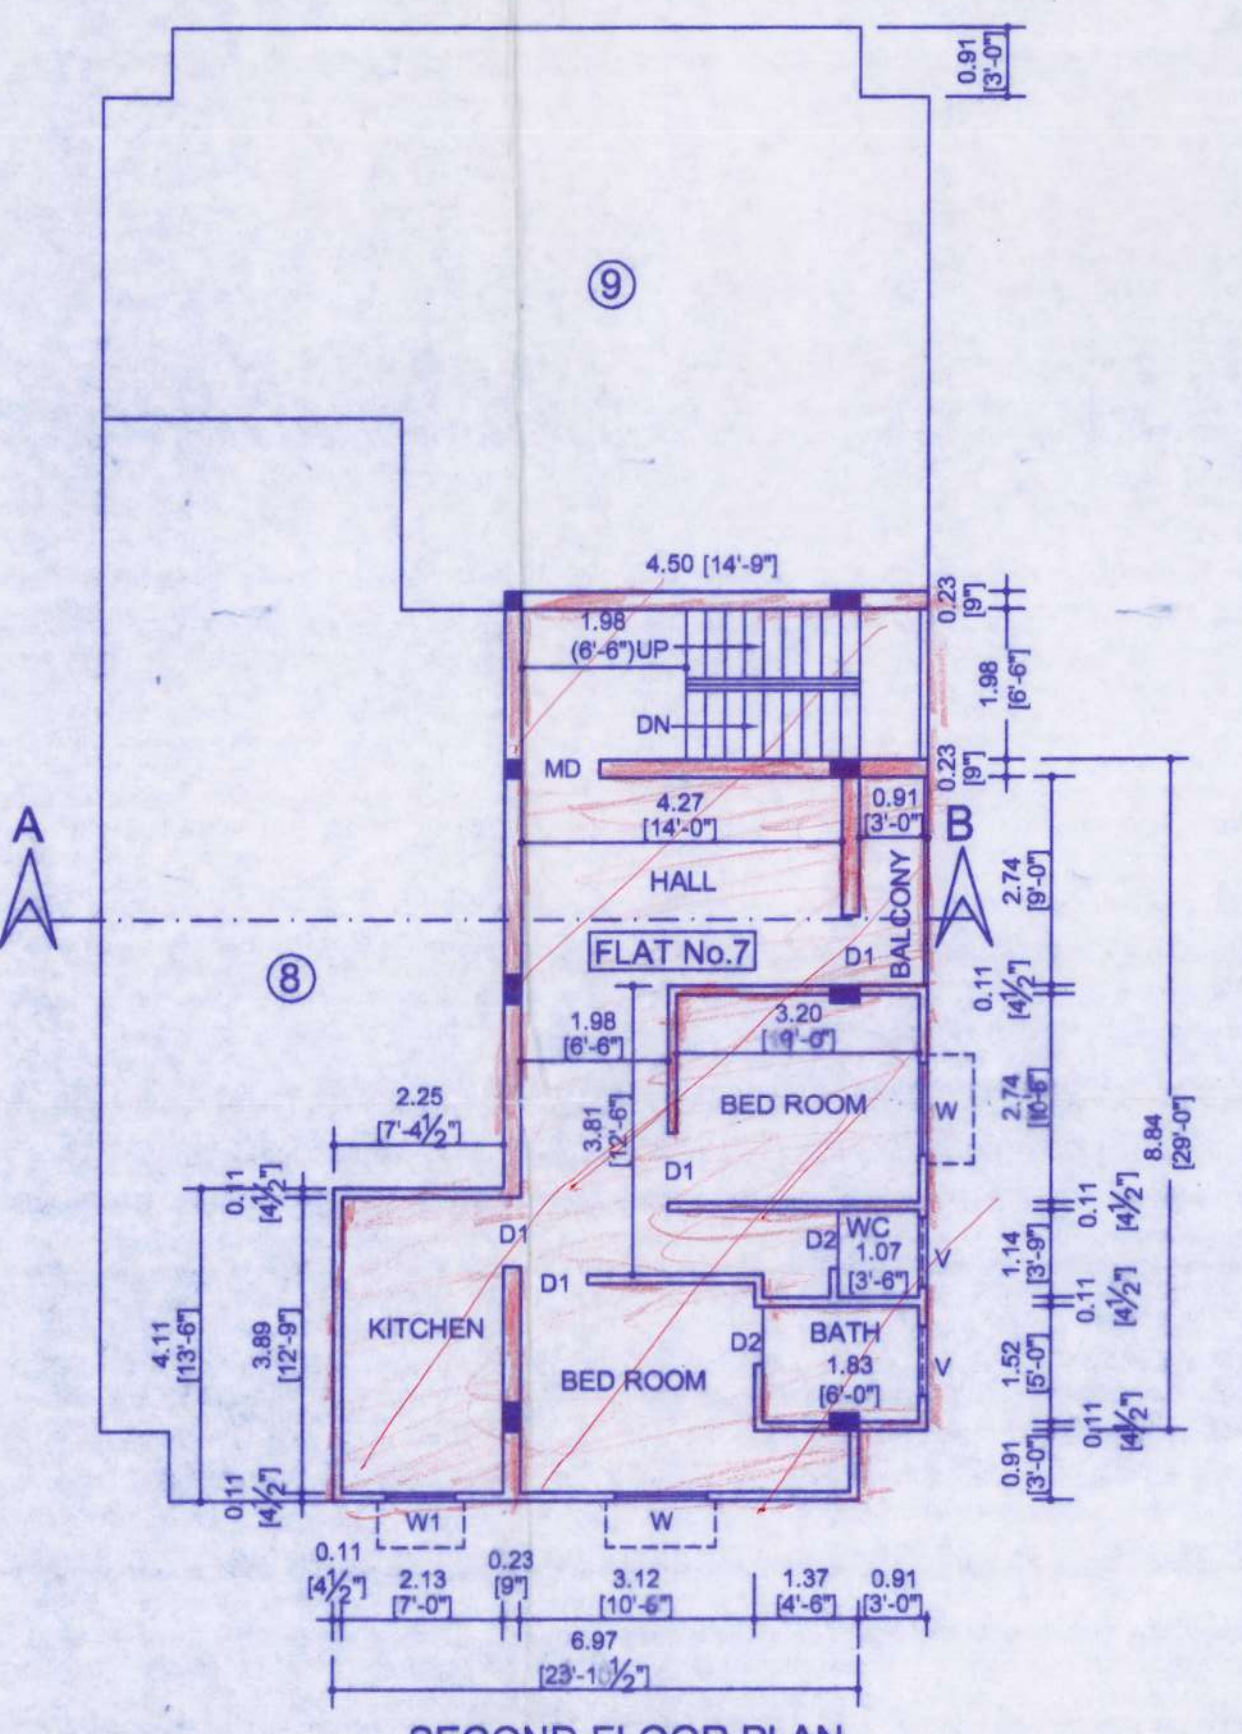 0.91
[3'-0"]
9
4.50 [14'-9"]
0.23
[9"]
1.98
(6'-6")UP
1.98
[6'-6"]
DN
MD
0.23
[9"]
4.27
[14'-0"]
0.91
[3'-0"]
A
B
HALL
BALCONY
2.74
[9'-0"]
FLAT No.7
D1
8
0.11
[4½"]
1.98
[6'-6"]
3.20
2.25
[7'-4½"]
3.81
[12'-6"]
BED ROOM
W
2.74
8.84
[29'-0"]
D1
0.11
[4½"]
0.11
[4½"]
D1
D2
WC
1.07
[3'-6"]
V
1.14
[3'-9"]
D1
0.11
[4½"]
4.11
[13'-6"]
3.89
[12'-9"]
KITCHEN
BED ROOM
D2
BATH
1.83
[6'-0"]
V
1.52
[5'-0"]
0.11
[4½"]
0.91
[3'-0"]
0.11
[4½"]
W1
W
0.11
[4½"]
2.13
[7'-0"]
0.23
[9"]
3.12
[10'-6"]
1.37
[4'-6"]
0.91
[3'-0"]
6.97
[23'-10½"]
SECOND FLOOR PLAN